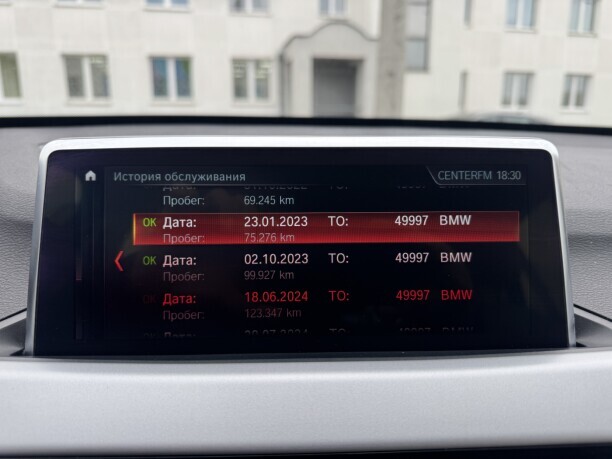 История обслуживания CENTERFM 18:30
Пробег: 69.245 km
OK Дата: 23.01.2023 ТО: 49997 BMW
Пробег: 75.276 km
OK Дата: 02.10.2023 ТО: 49997 BMW
Пробег: 99.927 km
OK Дата: 18.06.2024 ТО: 49997 BMW
Пробег: 123.347 km